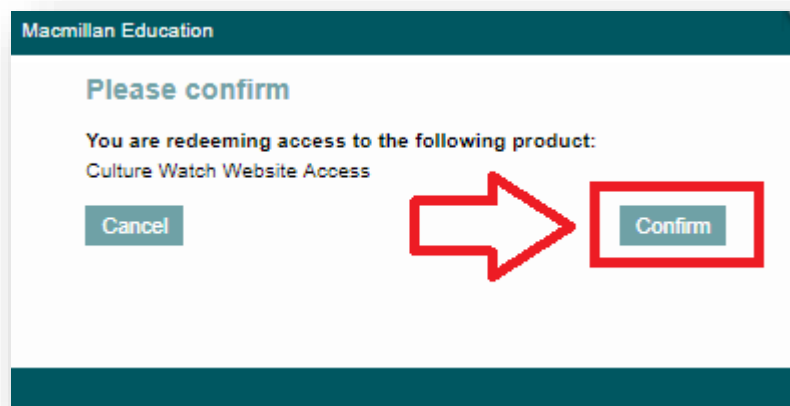 Macmillan Education
Please confirm
You are redeeming access to the following product:
Culture Watch Website Access
Cancel
Confirm